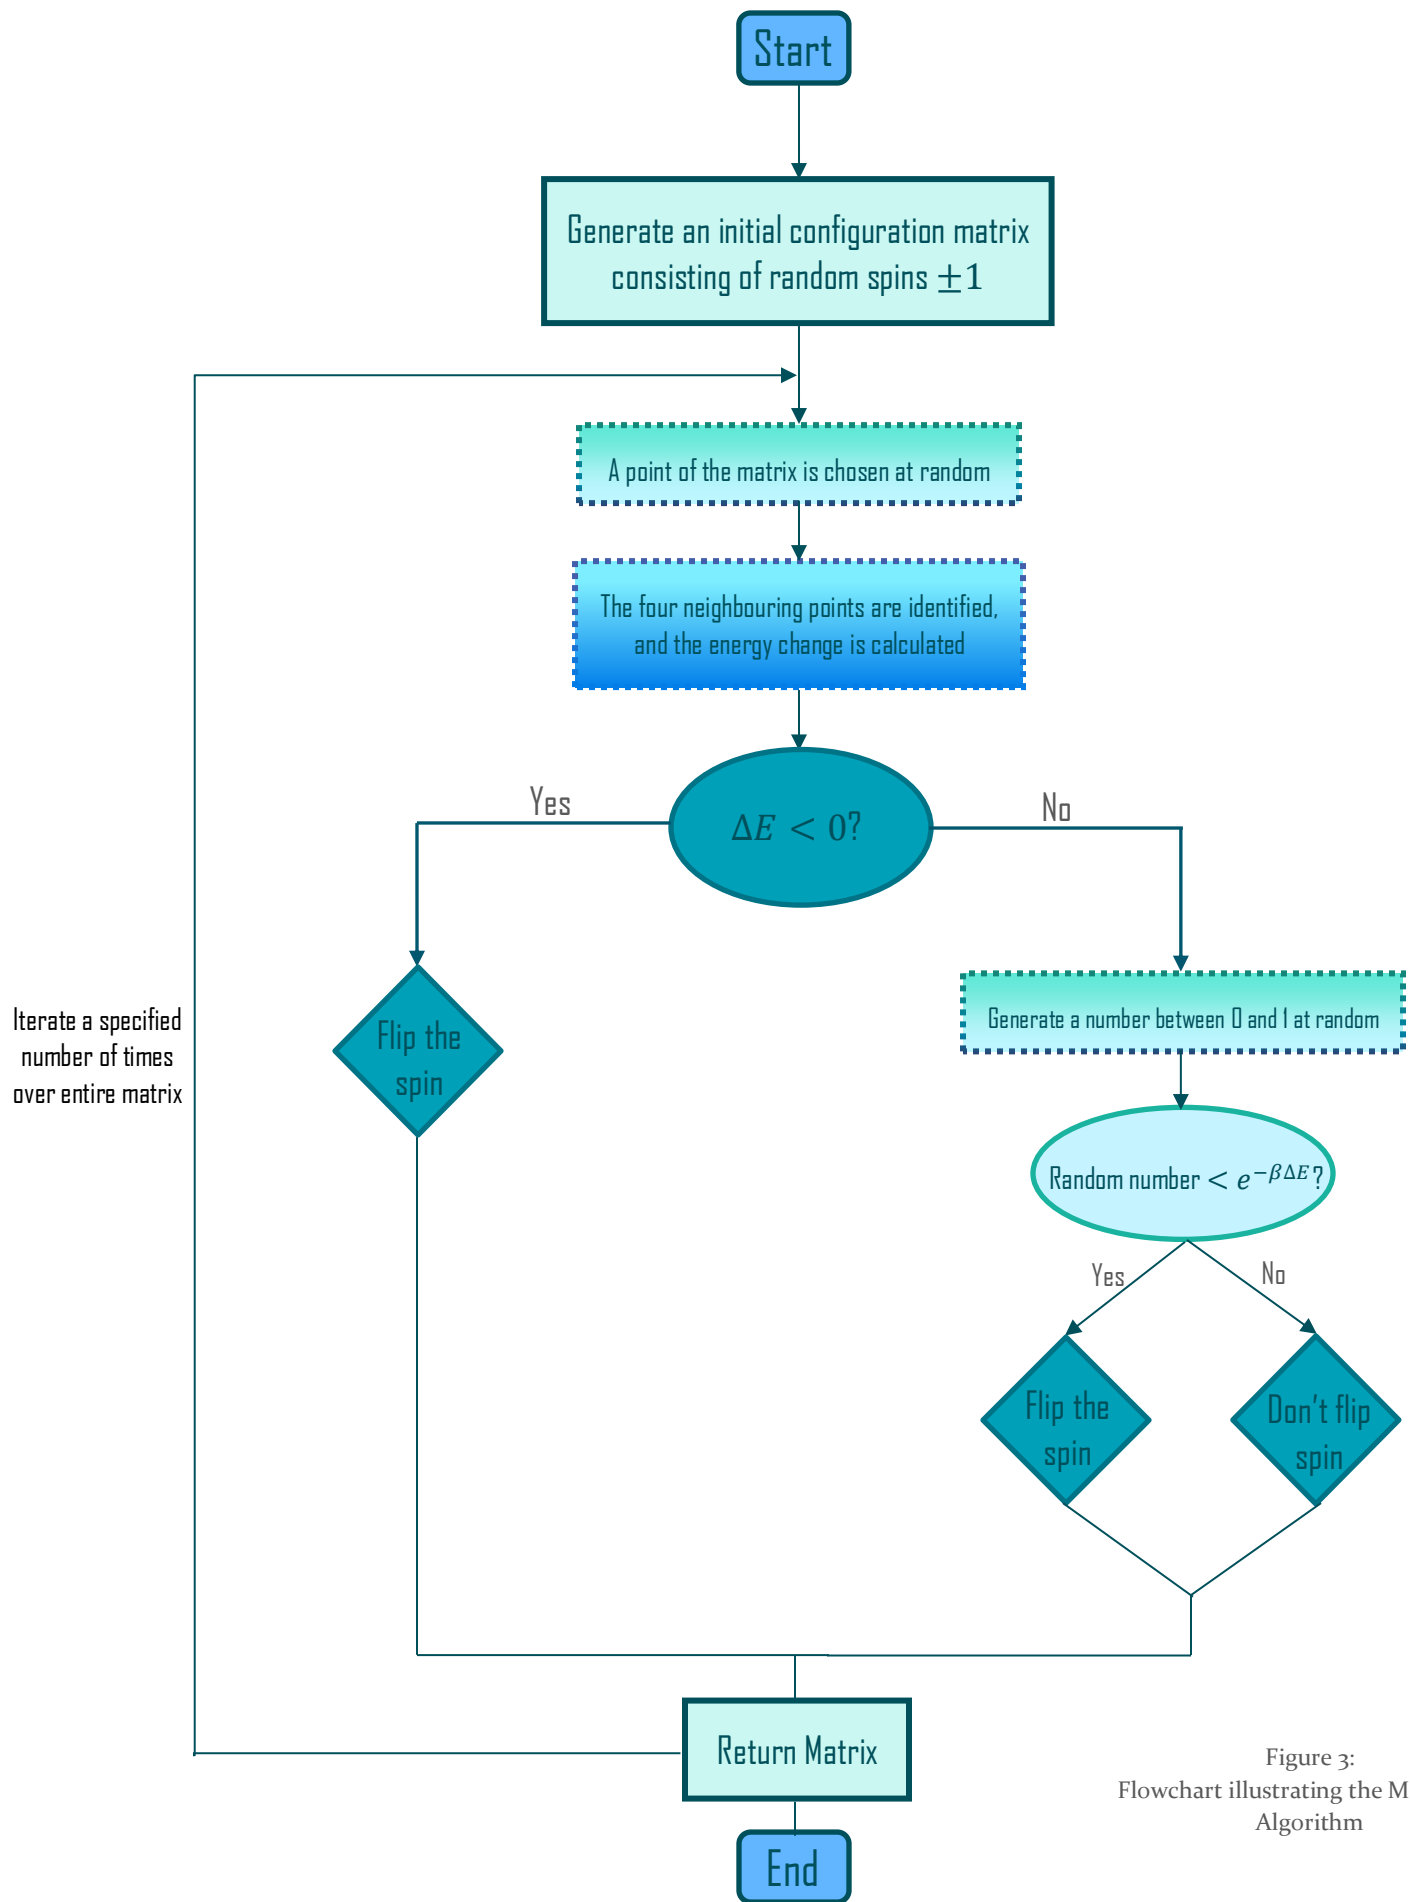 Start
Generate an initial configuration matrix
consisting of random spins ±1
A point of the matrix is chosen at random
The four neighbouring points are identified,
and the energy change is calculated
Yes
ΔE < 0?
No
Iterate a specified
number of times
over entire matrix
Flip the
spin
Generate a number between 0 and 1 at random
Random number < e^{−βΔE}?
Yes
No
Flip the
spin
Don't flip
spin
Return Matrix
End
Figure 3:
Flowchart illustrating the M
Algorithm